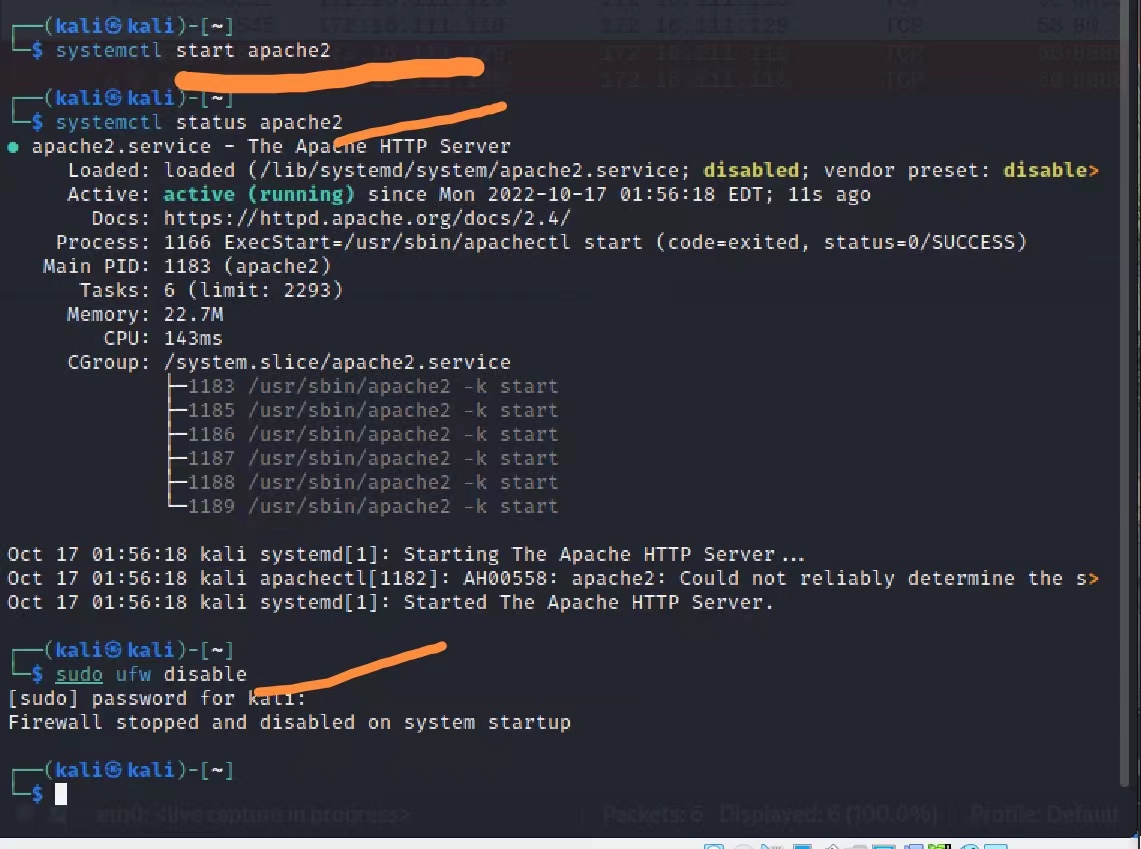 ┌──(kali㉿kali)-[~]
└─$ systemctl start apache2
┌──(kali㉿kali)-[~]
└─$ systemctl status apache2
● apache2.service - The Apache HTTP Server
Loaded: loaded (/lib/systemd/system/apache2.service; disabled; vendor preset: disable>
Active: active (running) since Mon 2022-10-17 01:56:18 EDT; 11s ago
Docs: https://httpd.apache.org/docs/2.4/
Process: 1166 ExecStart=/usr/sbin/apachectl start (code=exited, status=0/SUCCESS)
Main PID: 1183 (apache2)
Tasks: 6 (limit: 2293)
Memory: 22.7M
CPU: 143ms
CGroup: /system.slice/apache2.service
├─1183 /usr/sbin/apache2 -k start
├─1185 /usr/sbin/apache2 -k start
├─1186 /usr/sbin/apache2 -k start
├─1187 /usr/sbin/apache2 -k start
├─1188 /usr/sbin/apache2 -k start
└─1189 /usr/sbin/apache2 -k start
Oct 17 01:56:18 kali systemd[1]: Starting The Apache HTTP Server...
Oct 17 01:56:18 kali apachectl[1182]: AH00558: apache2: Could not reliably determine the s>
Oct 17 01:56:18 kali systemd[1]: Started The Apache HTTP Server.
┌──(kali㉿kali)-[~]
└─$ sudo ufw disable
[sudo] password for kali:
Firewall stopped and disabled on system startup
┌──(kali㉿kali)-[~]
└─$
eth0: <live capture in progress> Packets: 6 Displayed: 6 (100.0%) Profile: Default